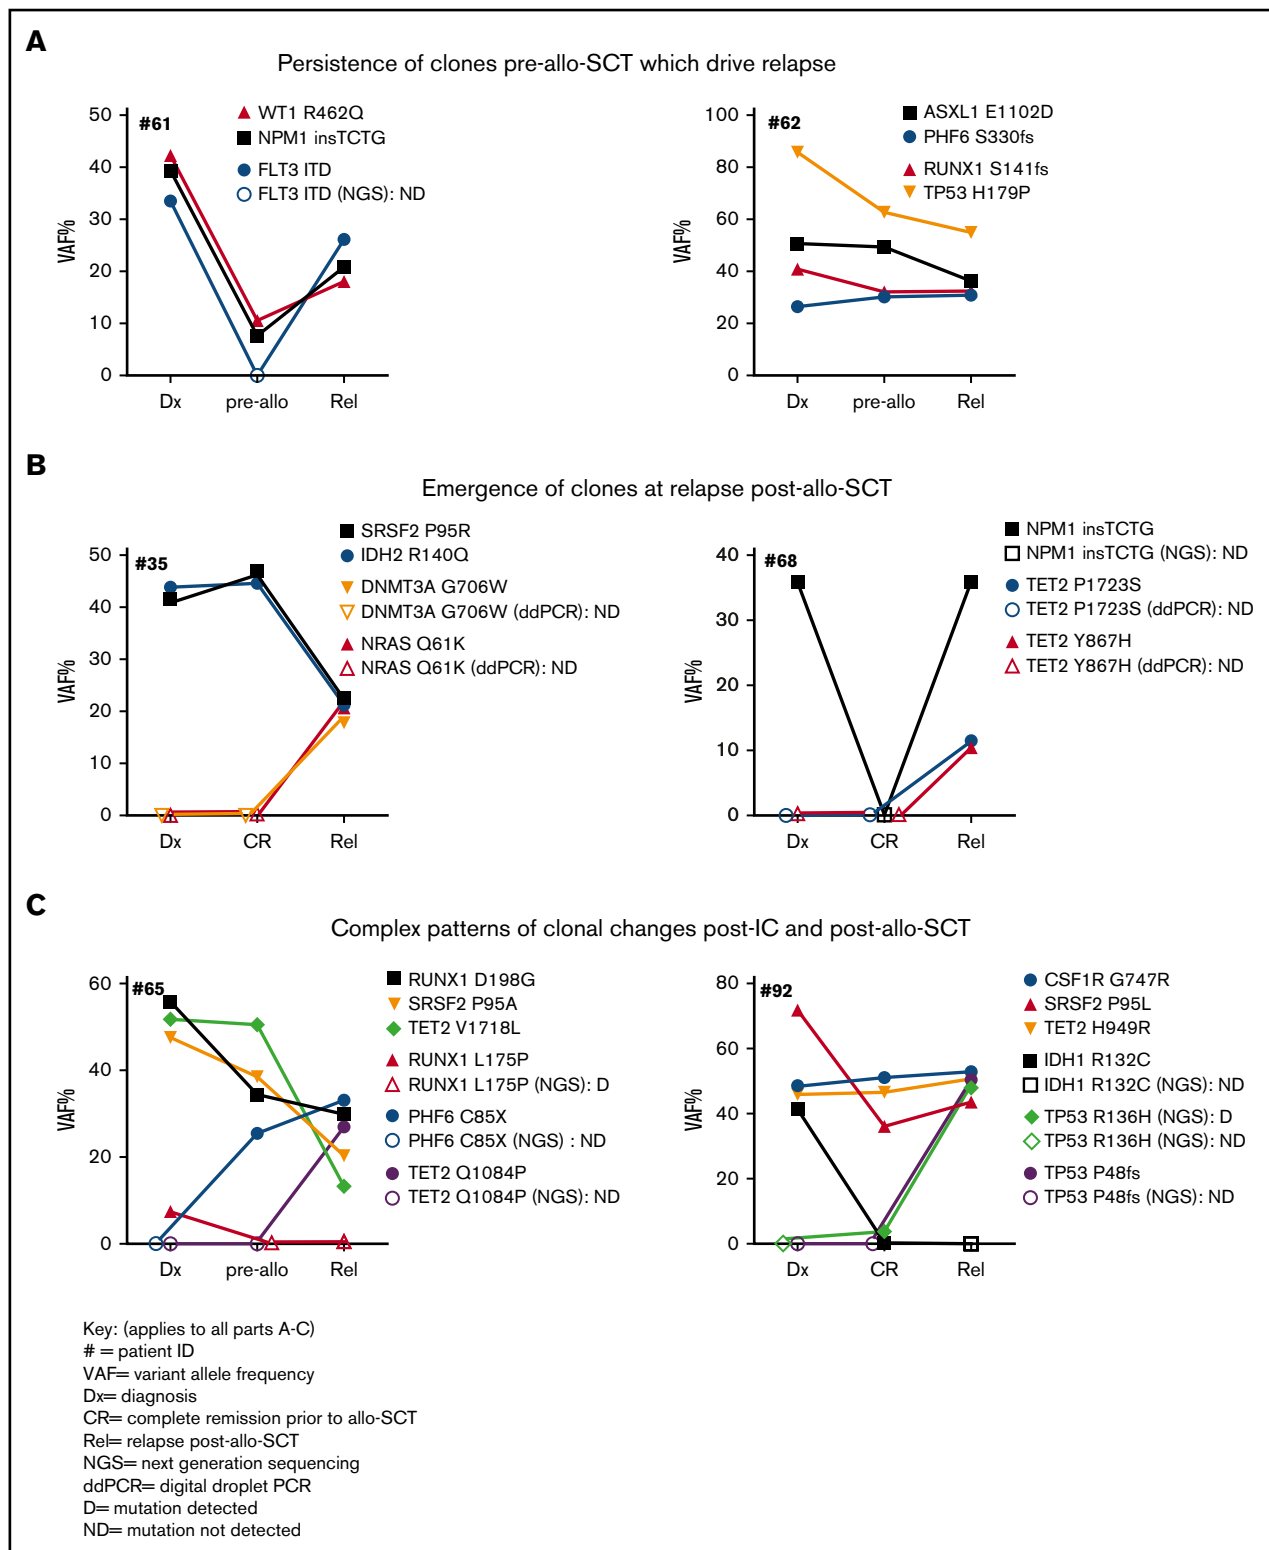 A
Persistence of clones pre-allo-SCT which drive relapse
#61
WT1 R462Q
NPM1 insTCTG
FLT3 ITD
FLT3 ITD (NGS): ND
VAF%
50
40
30
20
10
0
Dx pre-allo Rel
#62
ASXL1 E1102D
PHF6 S330fs
RUNX1 S141fs
TP53 H179P
VAF%
100
80
60
40
20
0
Dx pre-allo Rel
B
Emergence of clones at relapse post-allo-SCT
#35
SRSF2 P95R
IDH2 R140Q
DNMT3A G706W
DNMT3A G706W (ddPCR): ND
NRAS Q61K
NRAS Q61K (ddPCR): ND
VAF%
50
40
30
20
10
0
Dx CR Rel
#68
NPM1 insTCTG
NPM1 insTCTG (NGS): ND
TET2 P1723S
TET2 P1723S (ddPCR): ND
TET2 Y867H
TET2 Y867H (ddPCR): ND
VAF%
40
30
20
10
0
Dx CR Rel
C
Complex patterns of clonal changes post-IC and post-allo-SCT
#65
RUNX1 D198G
SRSF2 P95A
TET2 V1718L
RUNX1 L175P
RUNX1 L175P (NGS): D
PHF6 C85X
PHF6 C85X (NGS) : ND
TET2 Q1084P
TET2 Q1084P (NGS): ND
VAF%
60
40
20
0
Dx pre-allo Rel
#92
CSF1R G747R
SRSF2 P95L
TET2 H949R
IDH1 R132C
IDH1 R132C (NGS): ND
TP53 R136H (NGS): D
TP53 R136H (NGS): ND
TP53 P48fs
TP53 P48fs (NGS): ND
VAF%
80
60
40
20
0
Dx CR Rel
Key: (applies to all parts A-C)
# = patient ID
VAF= variant allele frequency
Dx= diagnosis
CR= complete remission prior to allo-SCT
Rel= relapse post-allo-SCT
NGS= next generation sequencing
ddPCR= digital droplet PCR
D= mutation detected
ND= mutation not detected